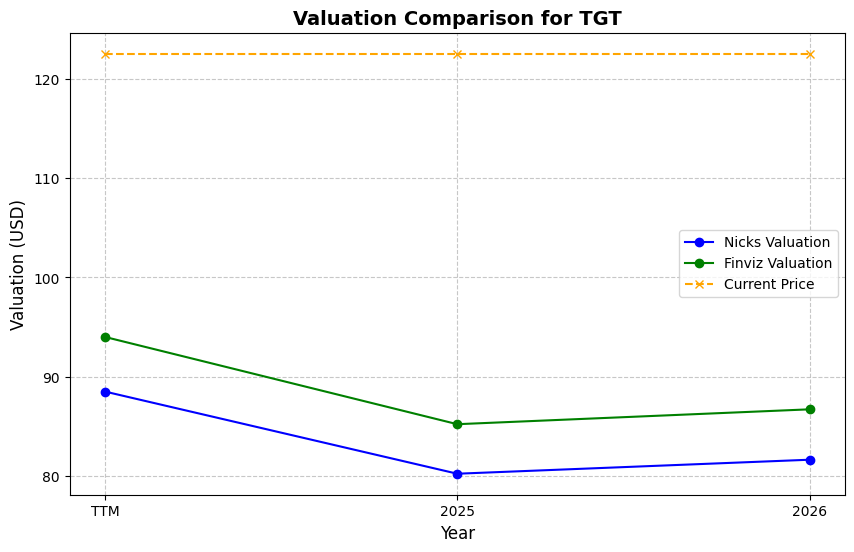 Valuation Comparison for TGT
Valuation (USD)
120
110
100
90
80
Nicks Valuation
Finviz Valuation
Current Price
TTM
2025
2026
Year